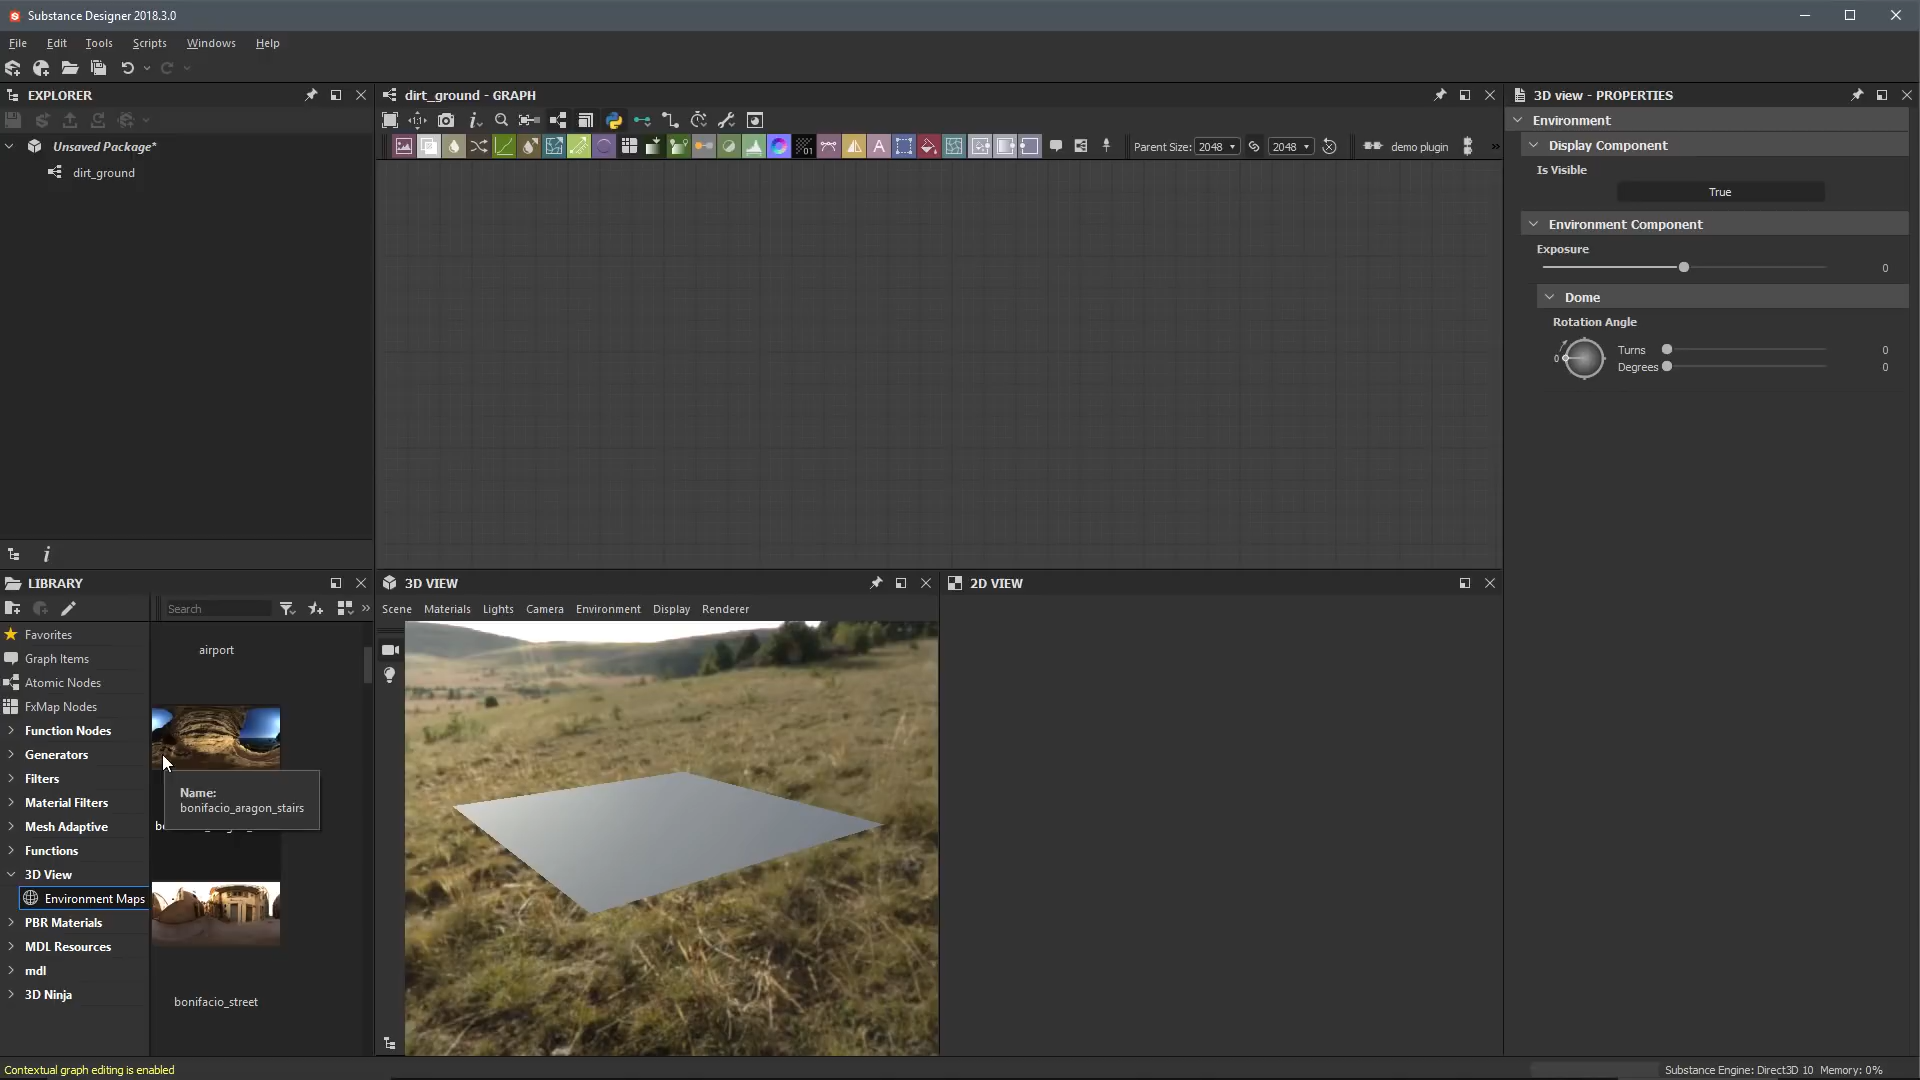 Substance Designer 2018.3.0
File Edit Tools Scripts Windows Help
EXPLORER
Unsaved Package*
dirt_ground
dirt_ground - GRAPH
Parent Size: 2048 2048 demo plugin
3D view - PROPERTIES
Environment
Display Component
Is Visible
True
Environment Component
Exposure
0
Dome
Rotation Angle
0
Turns 0
Degrees 0
LIBRARY
Search
Favorites
Graph Items
Atomic Nodes
FxMap Nodes
Function Nodes
Generators
Filters
Material Filters
Mesh Adaptive
Functions
3D View
Environment Maps
PBR Materials
MDL Resources
mdl
3D Ninja
airport
Name:
bonifacio_aragon_stairs
bonifacio_street
3D VIEW
Scene Materials Lights Camera Environment Display Renderer
2D VIEW
Contextual graph editing is enabled
Substance Engine: Direct3D 10 Memory: 0%